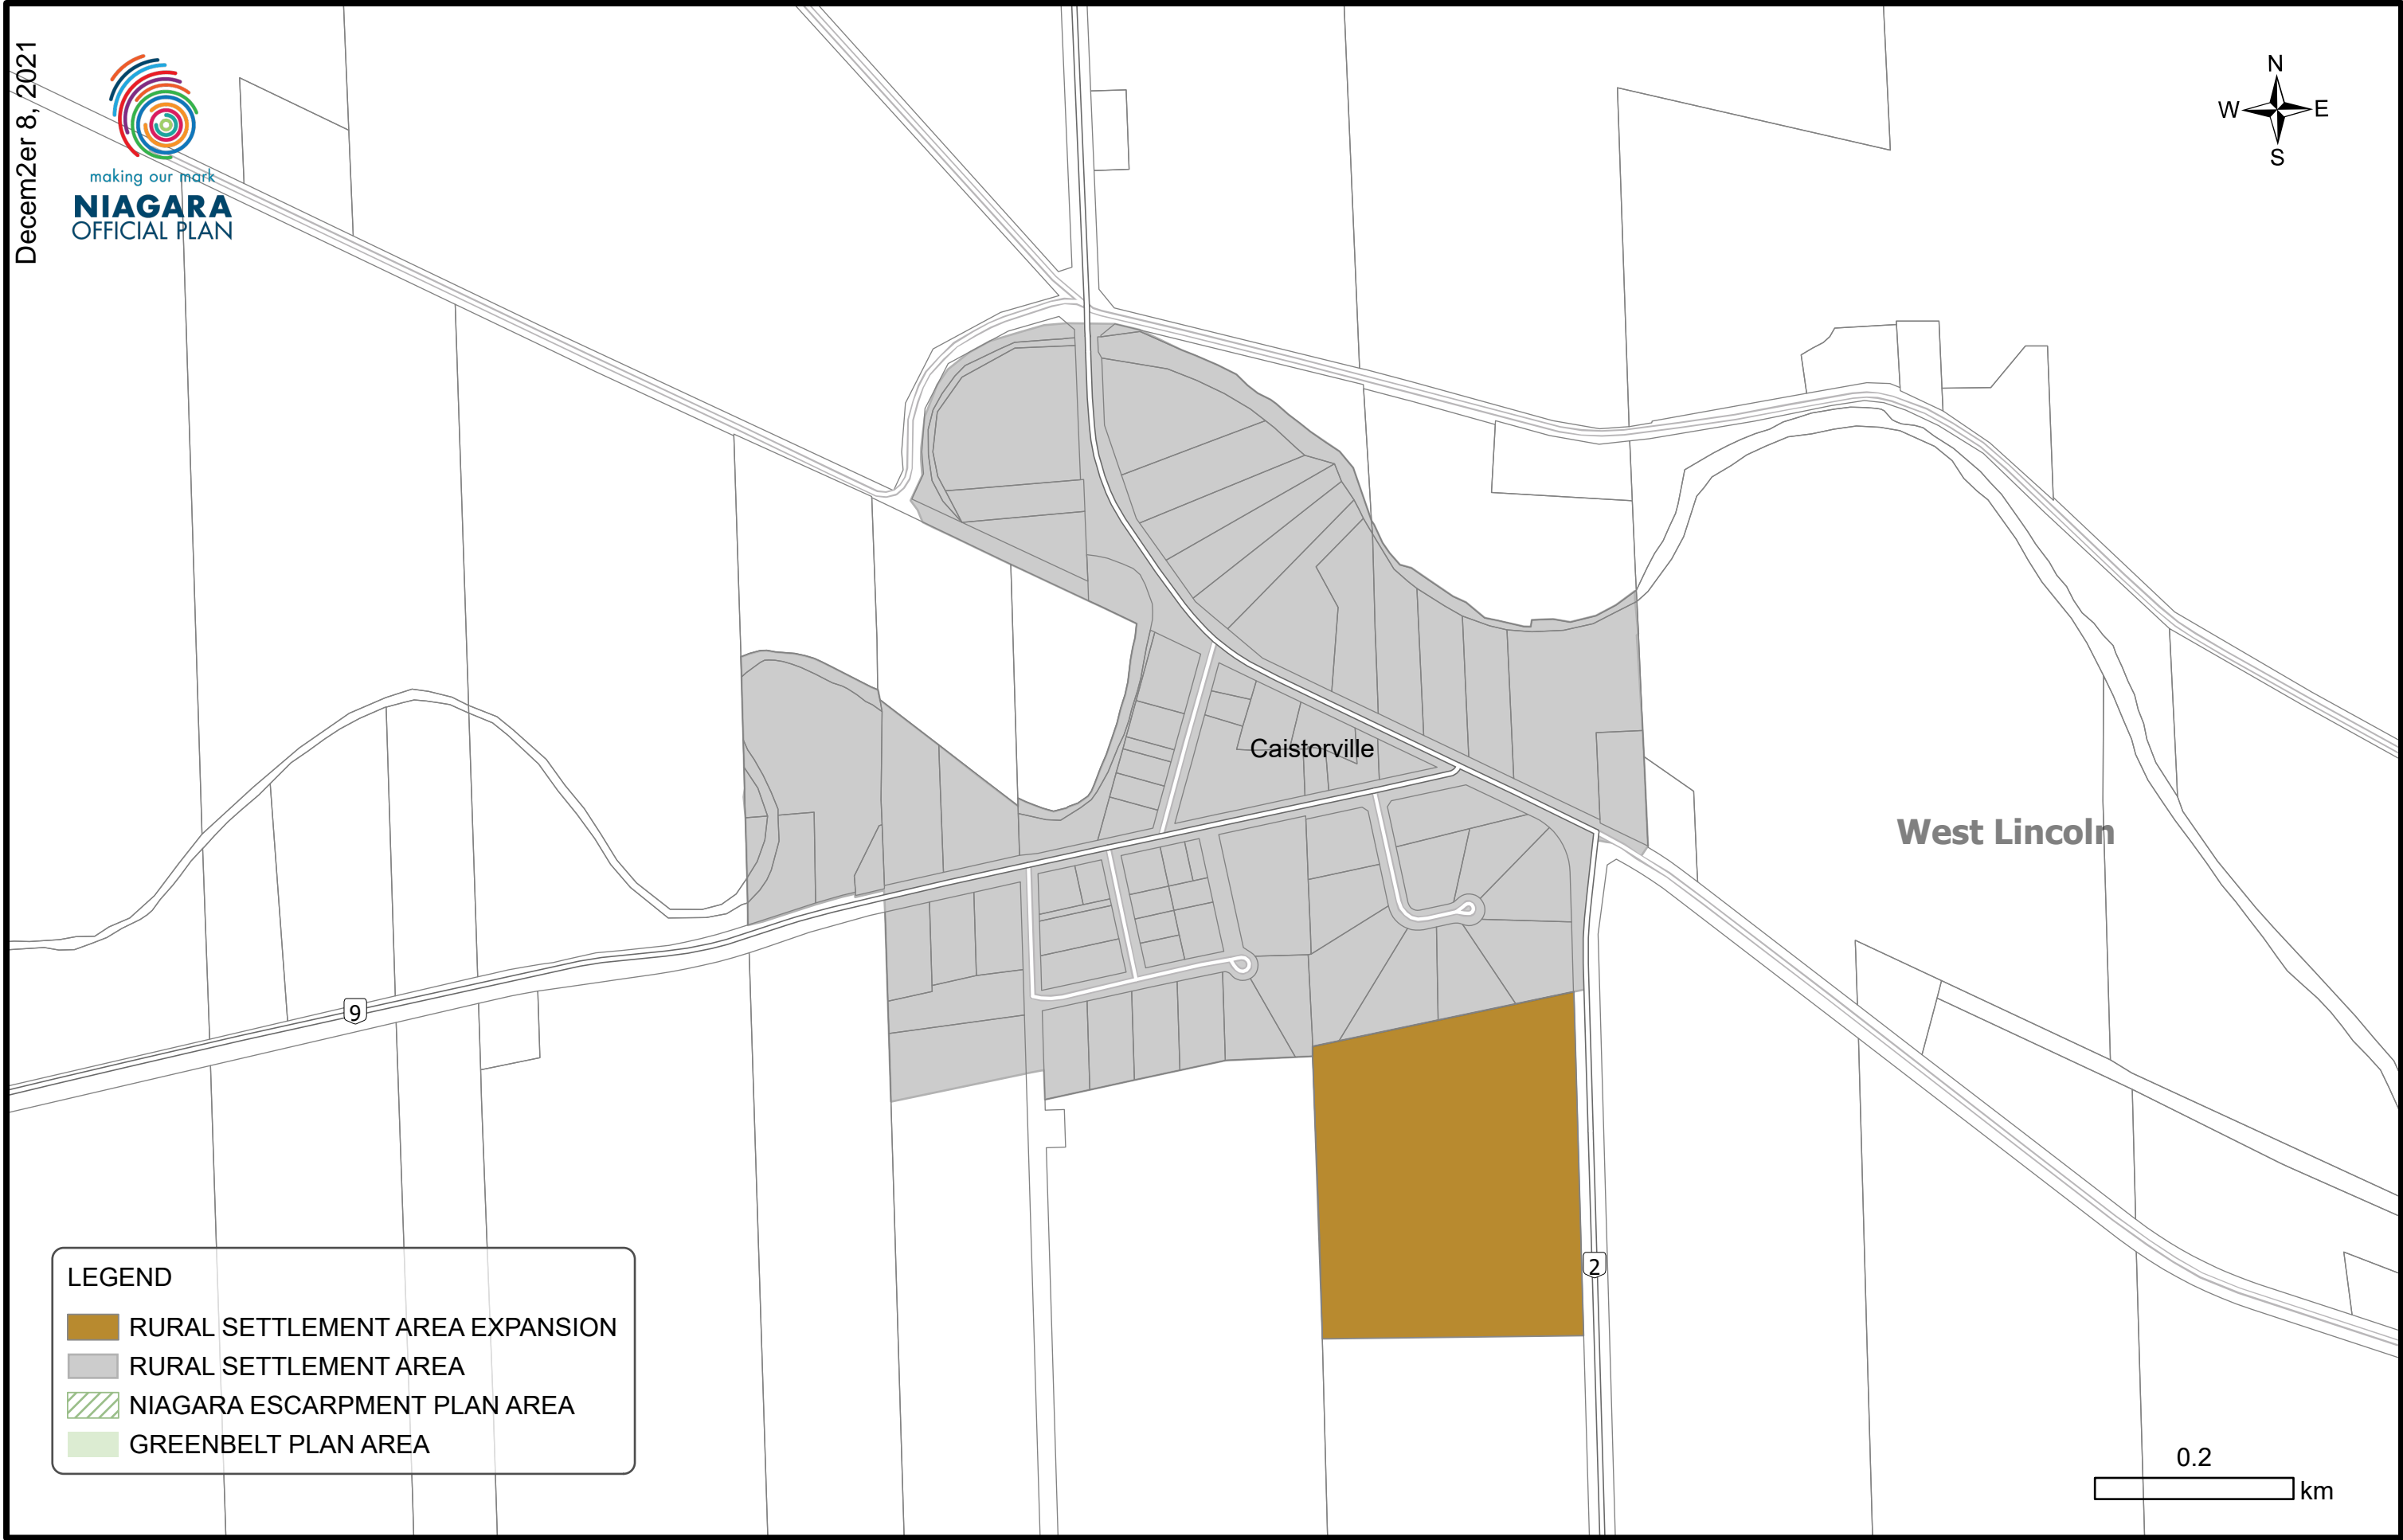 Decem2er 8, 2021
making our mark
NIAGARA
OFFICIAL PLAN
N
W E
S
Caistorville
West Lincoln
9
2
LEGEND
RURAL SETTLEMENT AREA EXPANSION
RURAL SETTLEMENT AREA
NIAGARA ESCARPMENT PLAN AREA
GREENBELT PLAN AREA
0.2
km